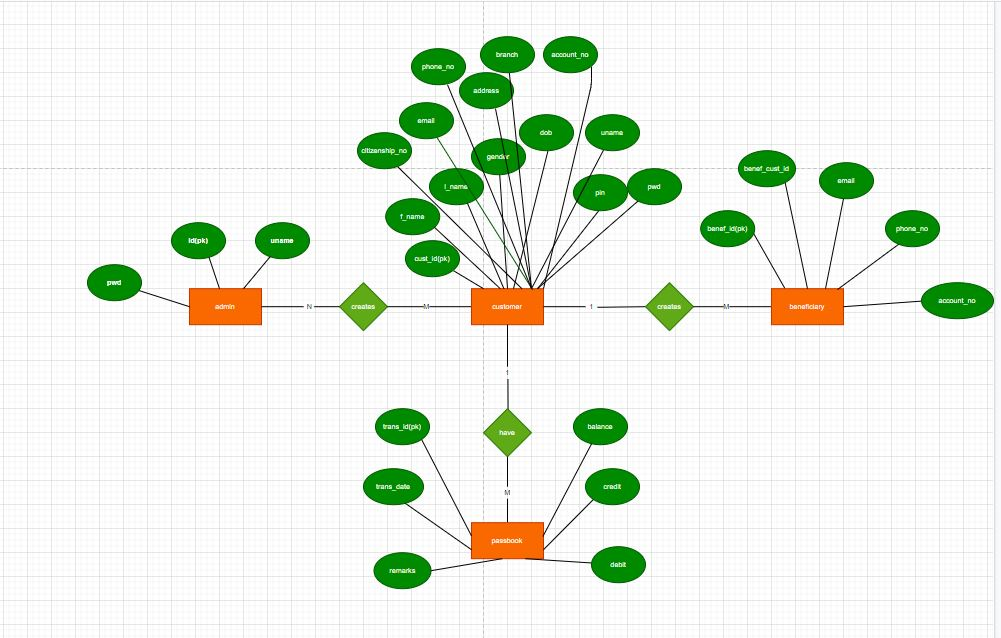 branch
account_no
phone_no
address
email
dob
uname
citizenship_no
gender
benef_cust_id
email
l_name
pin
pwd
f_name
benef_id(pk)
phone_no
id(pk)
uname
cust_id(pk)
pwd
account_no
admin
N
creates
M
customer
1
creates
M
beneficiary
1
trans_id(pk)
have
balance
trans_date
credit
M
passbook
remarks
debit